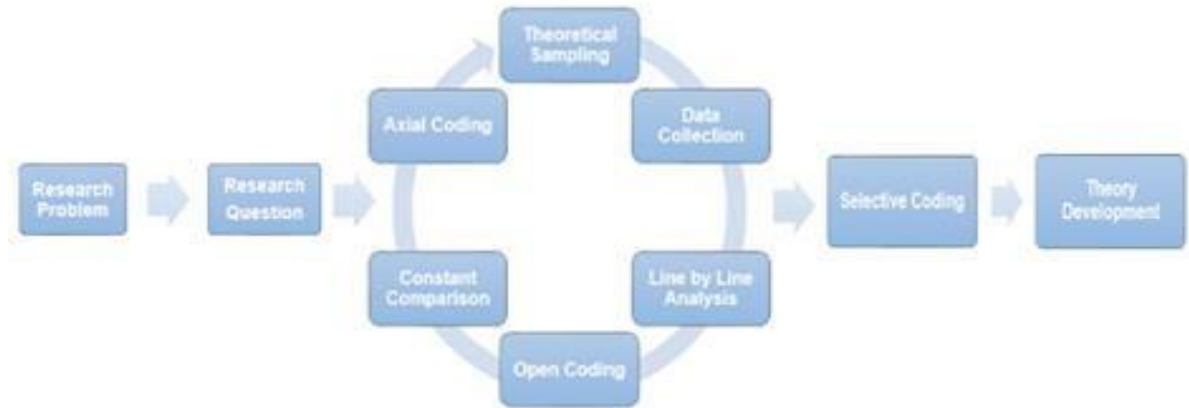 Research
Problem
Research
Question
Theoretical
Sampling
Data
Collection
Line by Line
Analysis
Open Coding
Constant
Comparison
Axial Coding
Selective Coding
Theory
Development